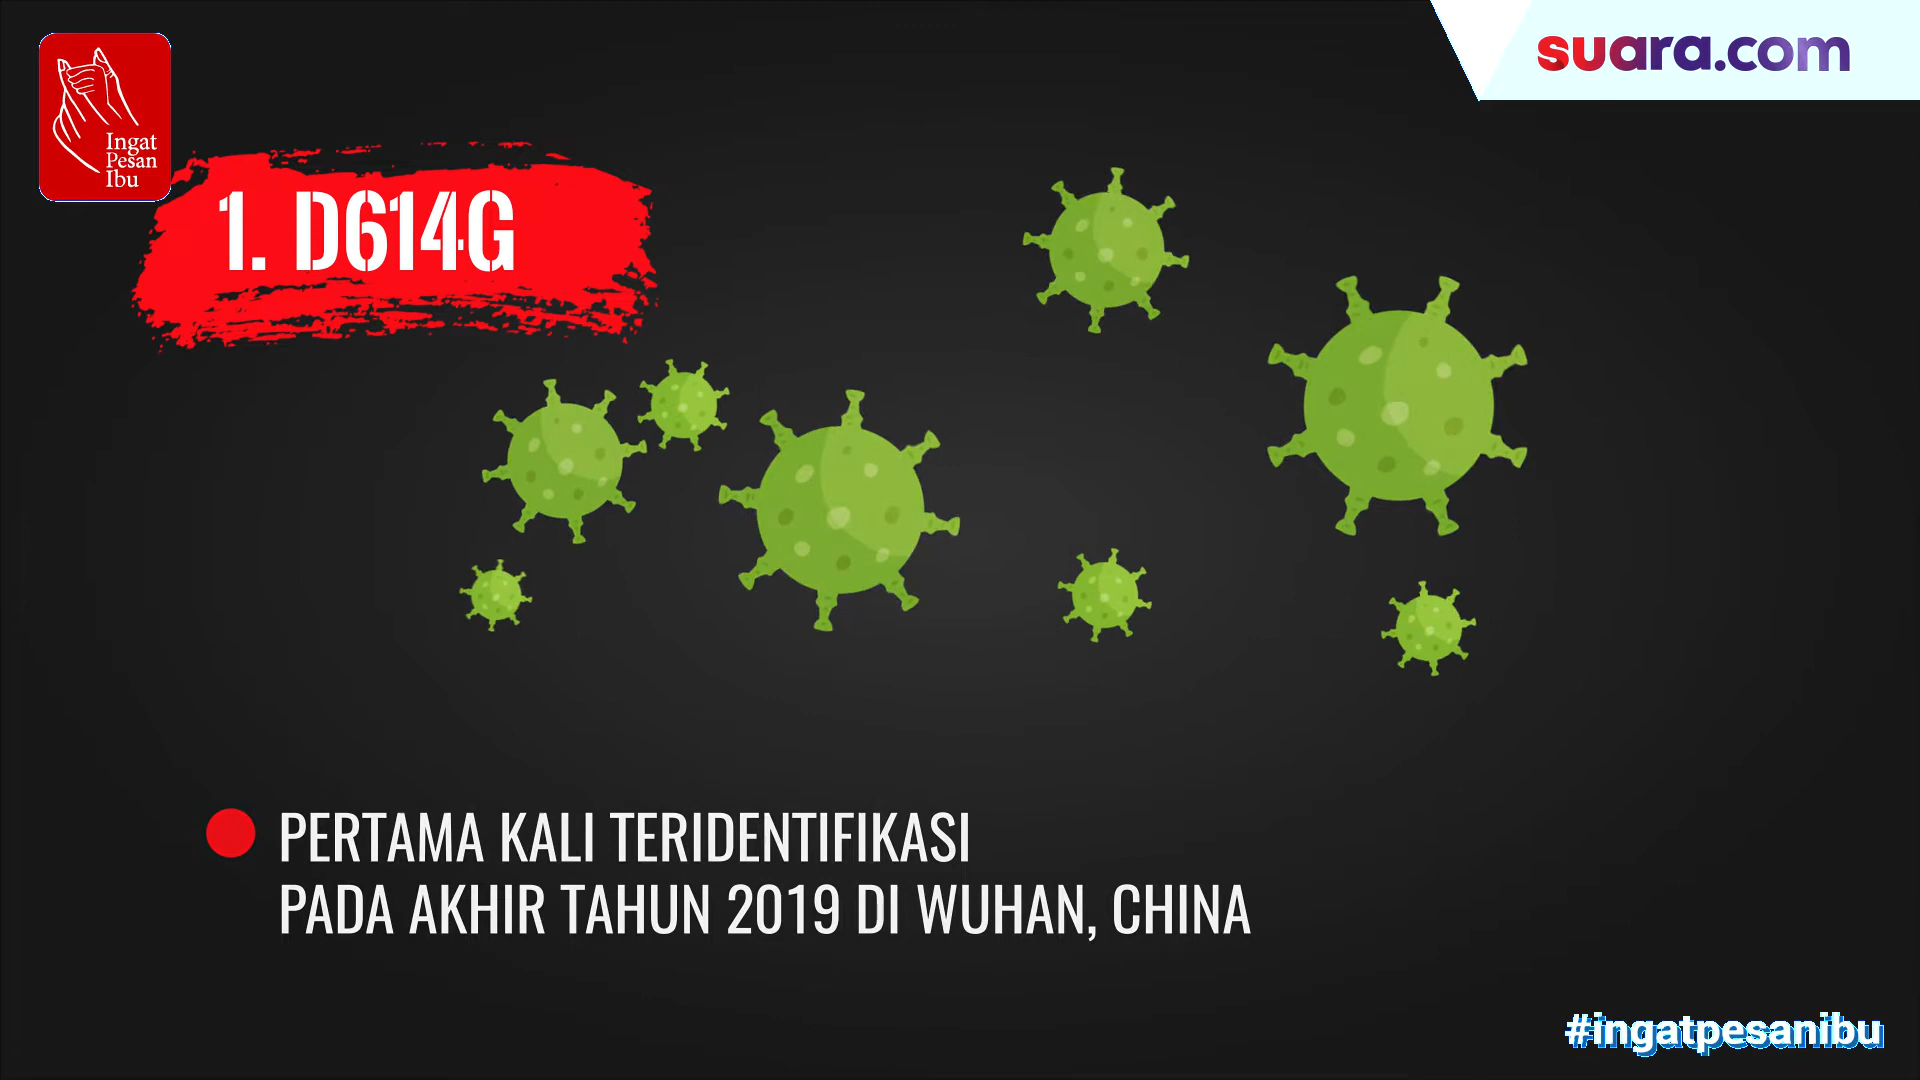 Ingat
Pesan
Ibu
suara.com
1. D614G
PERTAMA KALI TERIDENTIFIKASI
PADA AKHIR TAHUN 2019 DI WUHAN, CHINA
#ingatpesanibu